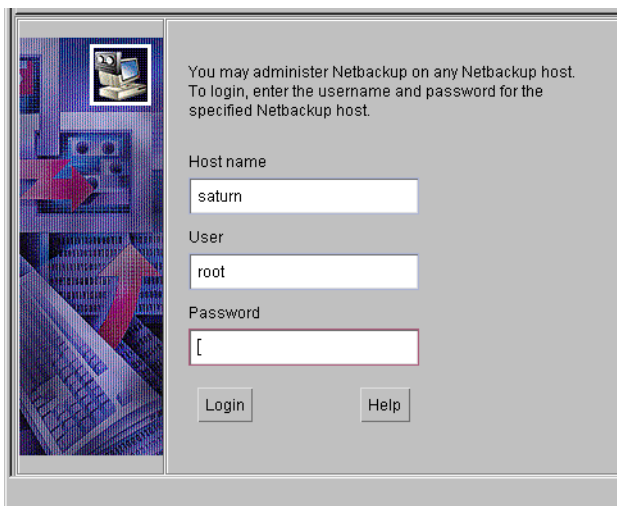 You may administer Netbackup on any Netbackup host.
To login, enter the username and password for the
specified Netbackup host.
Host name
saturn
User
root
Password
[
Login
Help